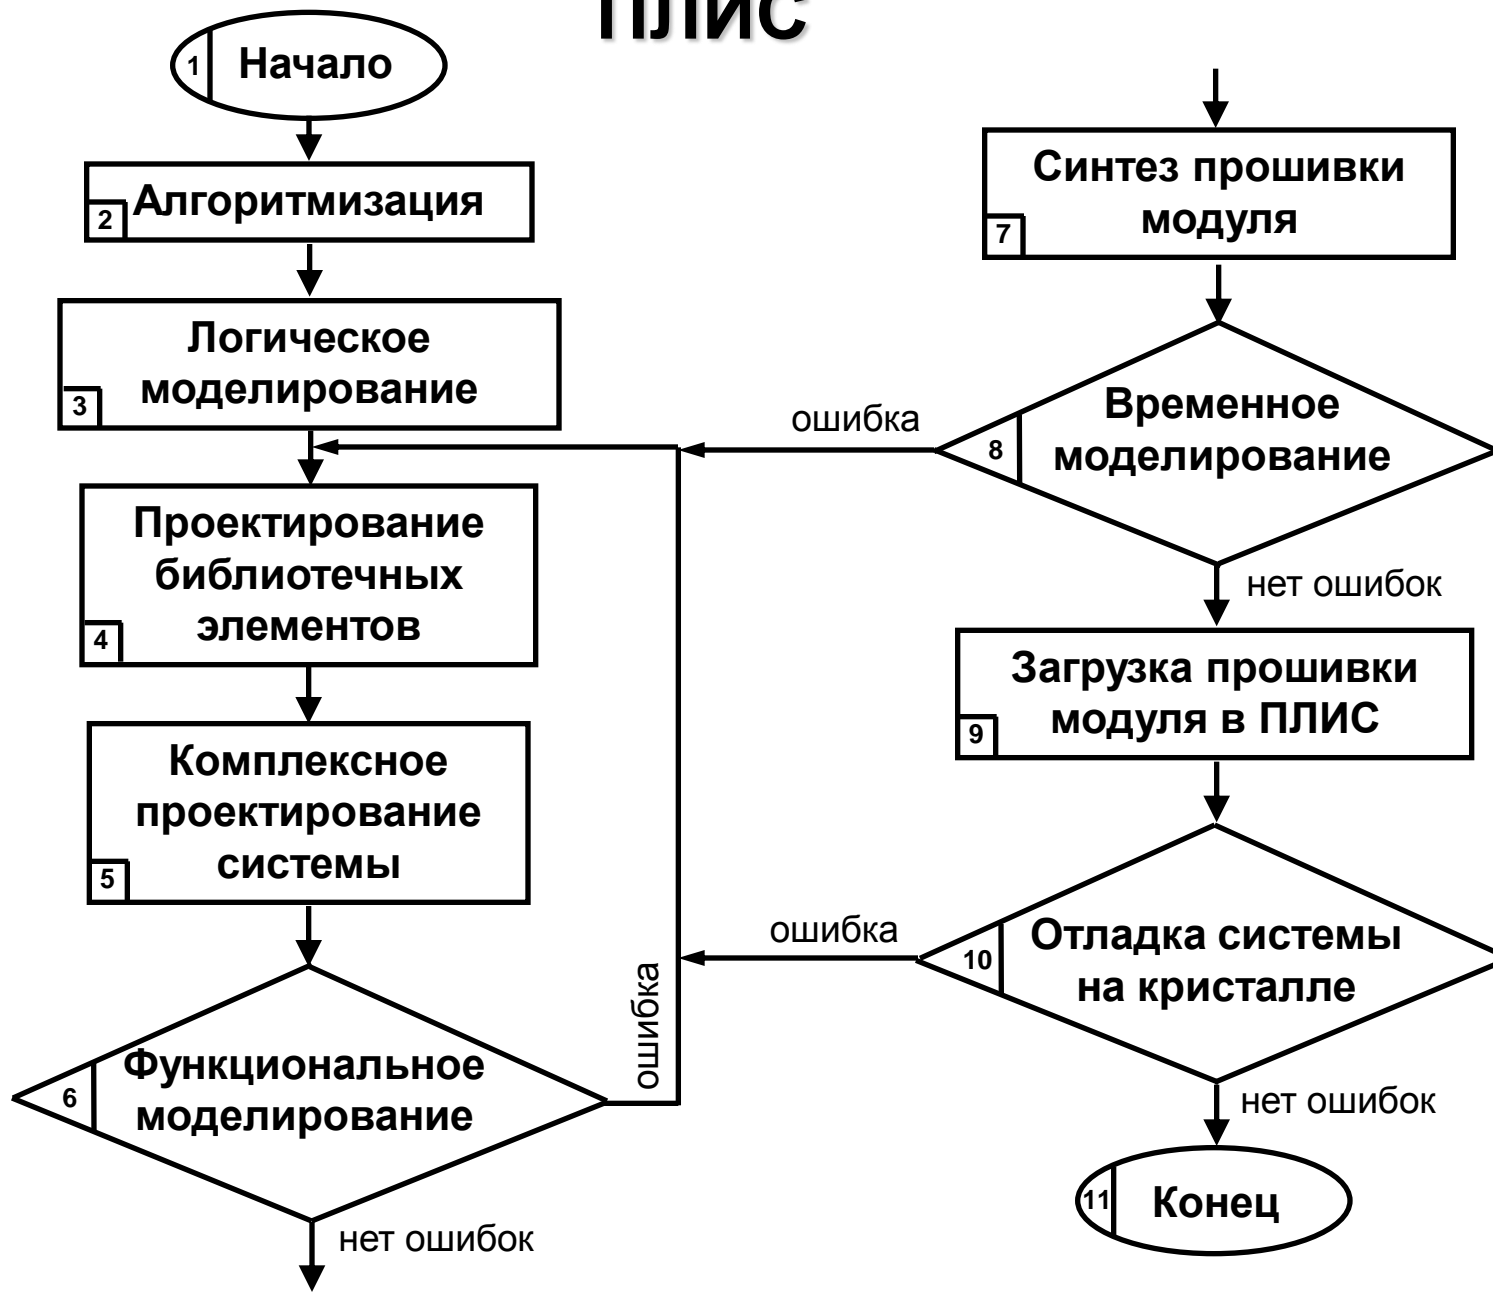 ПЛИС
1 Начало
2 Алгоритмизация
Логическое
моделирование
3
Проектирование
библиотечных
элементов
4
Комплексное
проектирование
системы
5
Функциональное
6
моделирование
ошибка
нет ошибок
Синтез прошивки
модуля
7
Временное
8
моделирование
ошибка
нет ошибок
Загрузка прошивки
модуля в ПЛИС
9
Отладка системы
10
на кристалле
ошибка
нет ошибок
11 Конец